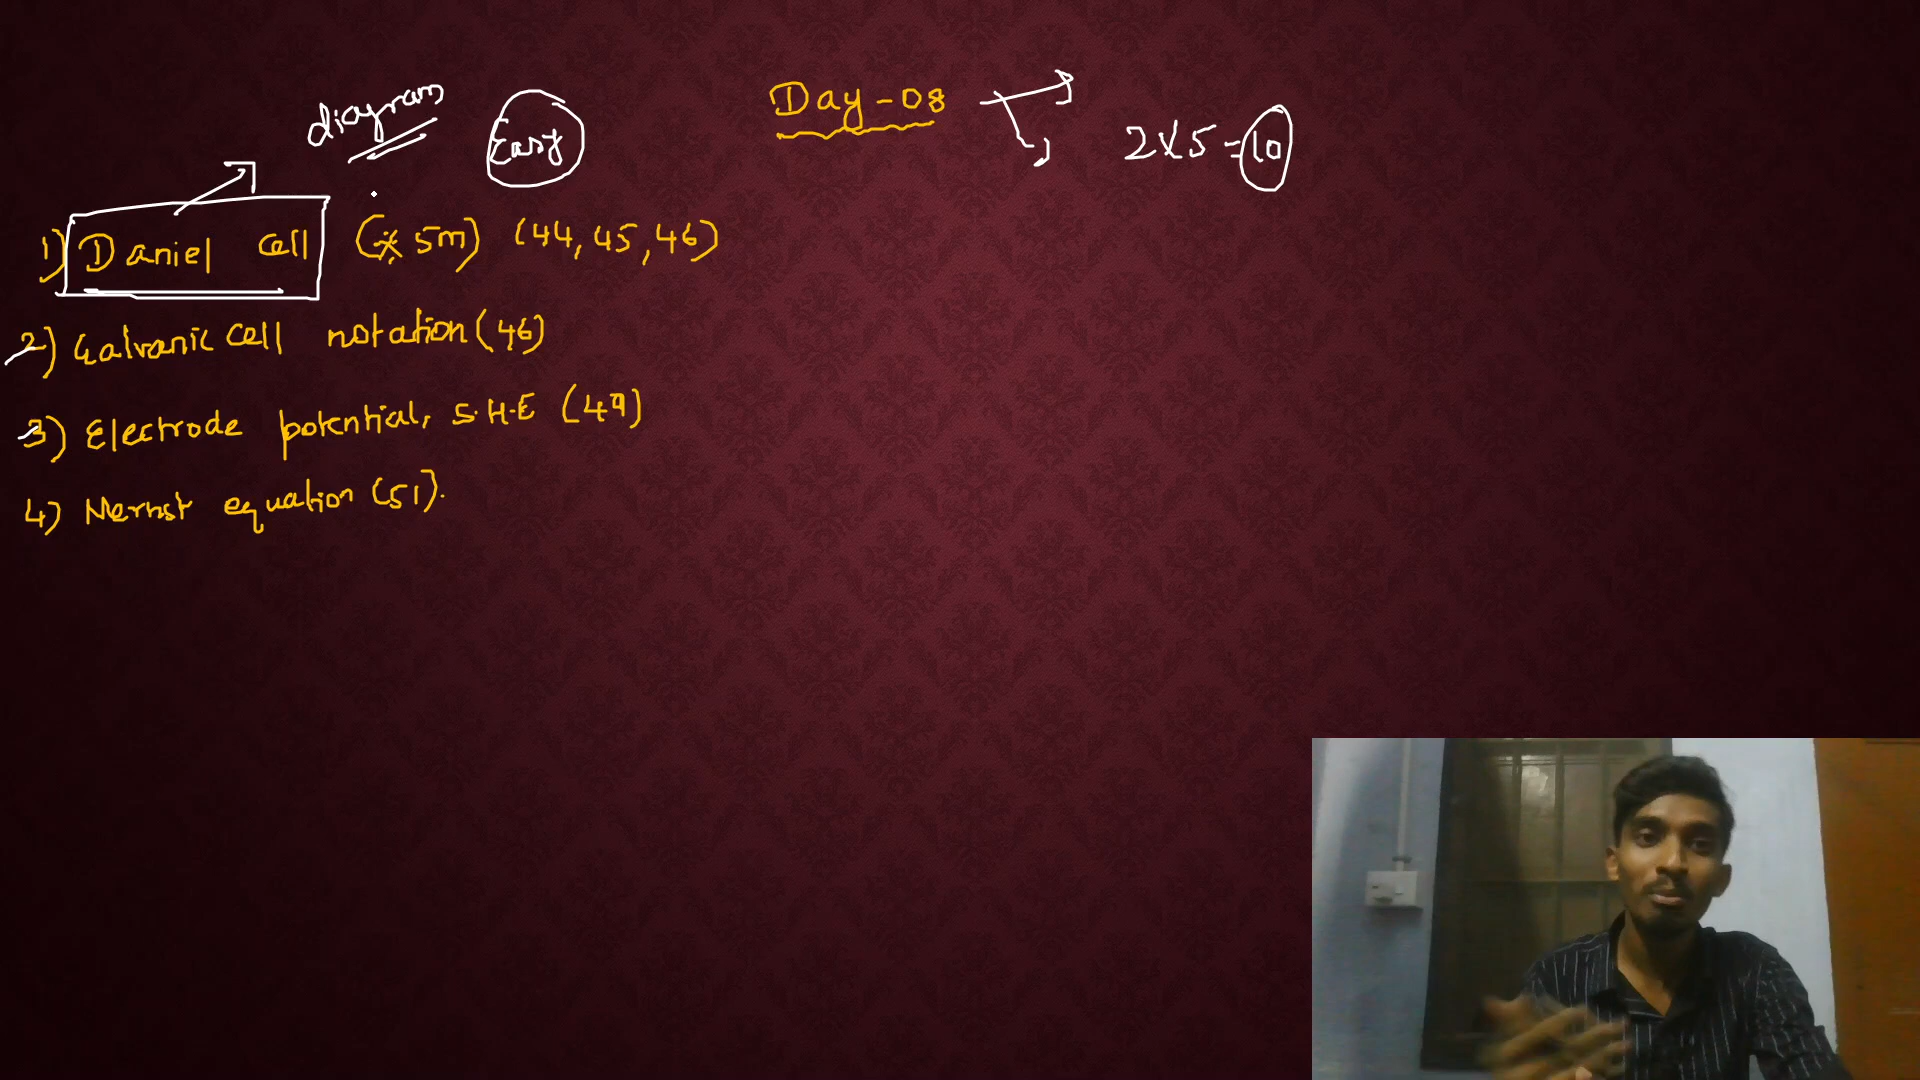 Day-08
diagram
Easy
2x5=10
1) Daniel cell (* 5m) (44,45,46)
2) Galvanic cell notation (46)
3) Electrode potential, S.H.E (49)
4) Nernst equation (51).